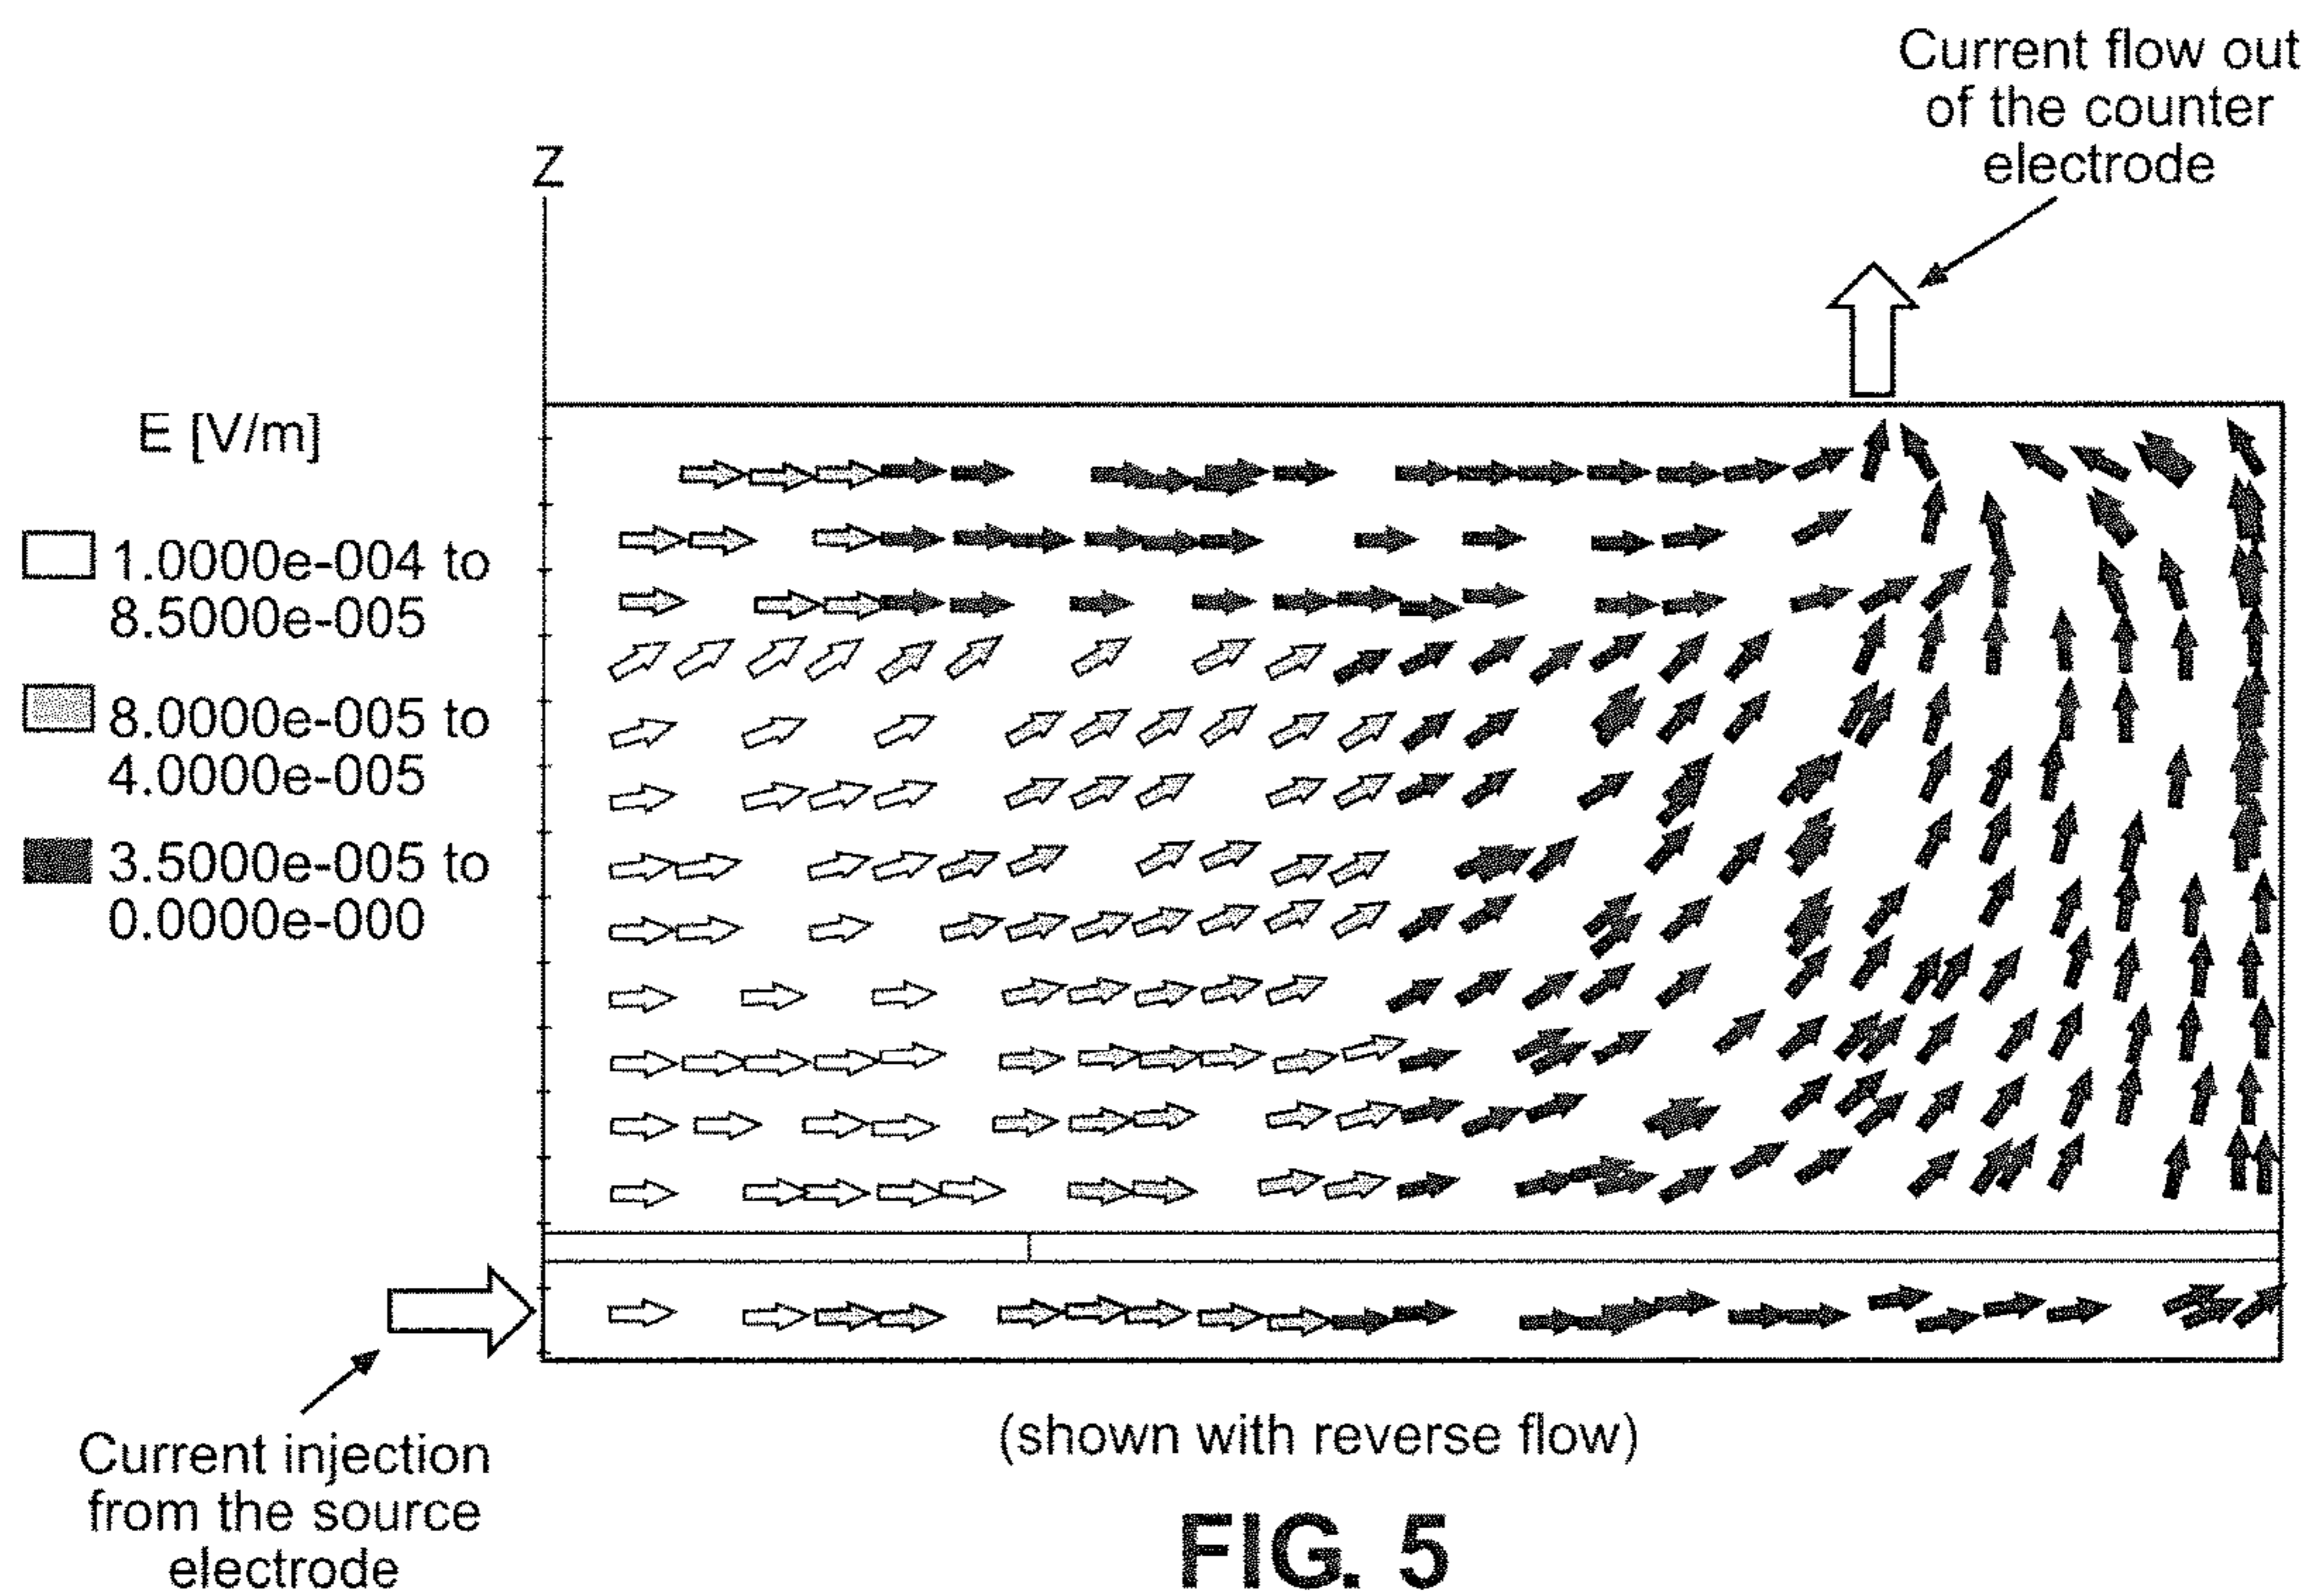 Current flow out
of the counter
electrode
Z
E [V/m]
1.0000e-004 to
8.5000e-005
8.0000e-005 to
4.0000e-005
3.5000e-005 to
0.0000e-000
Current injection
from the source
electrode
(shown with reverse flow)
FIG. 5